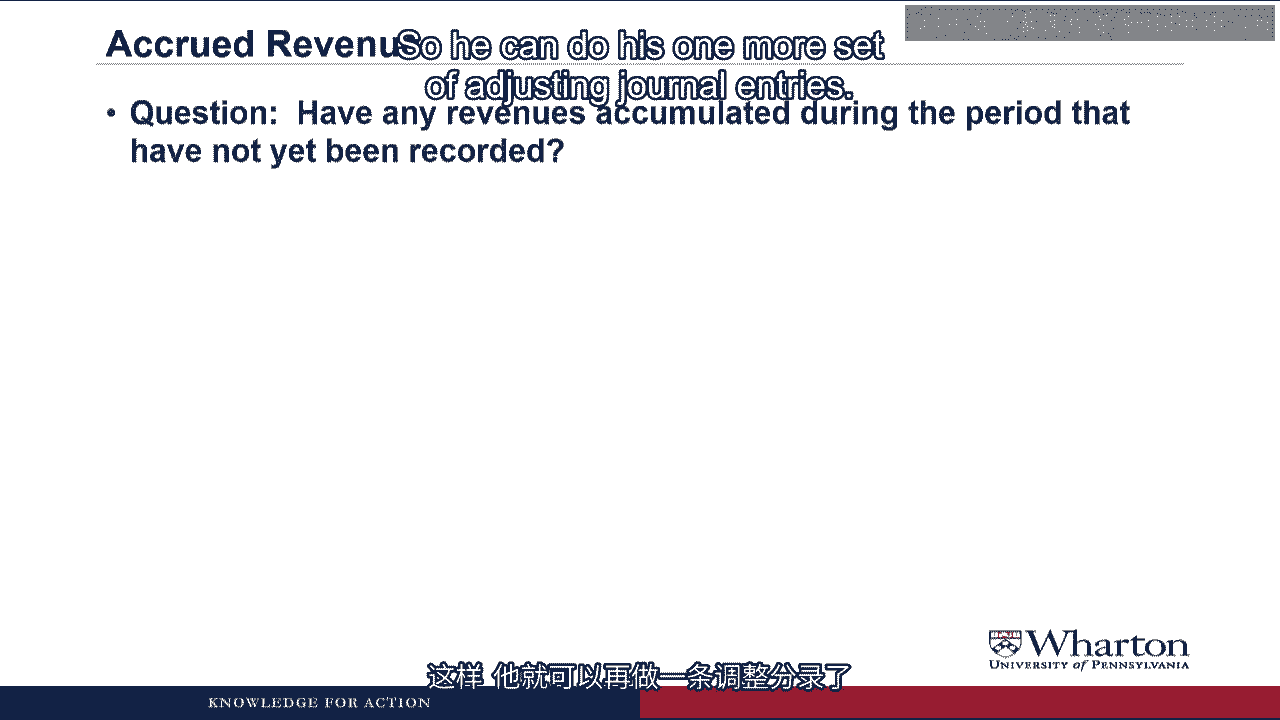 Accrued Revenu
So he can do his one more set
of adjusting journal entries.
• Question: Have any revenues accumulated during the period that
have not yet been recorded?
Wharton
UNIVERSITY of PENNSYLVANIA
这样 他就可以再做一条调整分录了
KNOWLEDGE FOR ACTION